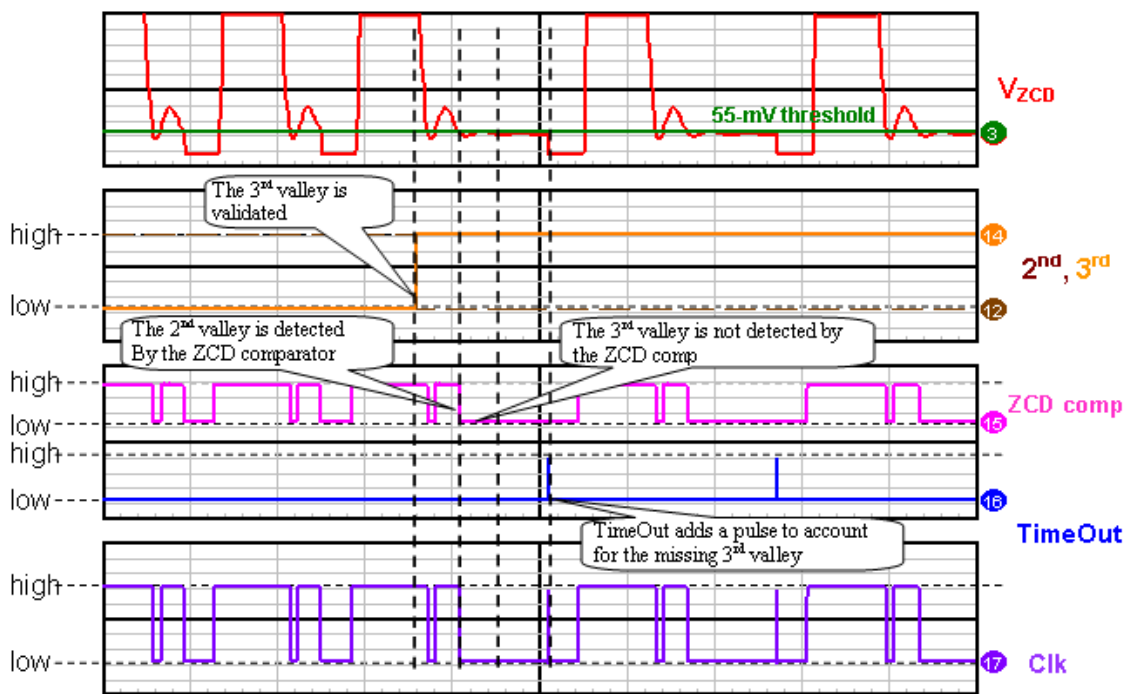 VZCD
55-mV threshold
3
The 3rd valley is
validated
high
14
2nd, 3rd
low
12
The 2nd valley is detected
By the ZCD comparator
The 3rd valley is not detected by
the ZCD comp
high
ZCD comp
low
15
high
low
16
TimeOut
TimeOut adds a pulse to account
for the missing 3rd valley
high
low
17
Clk